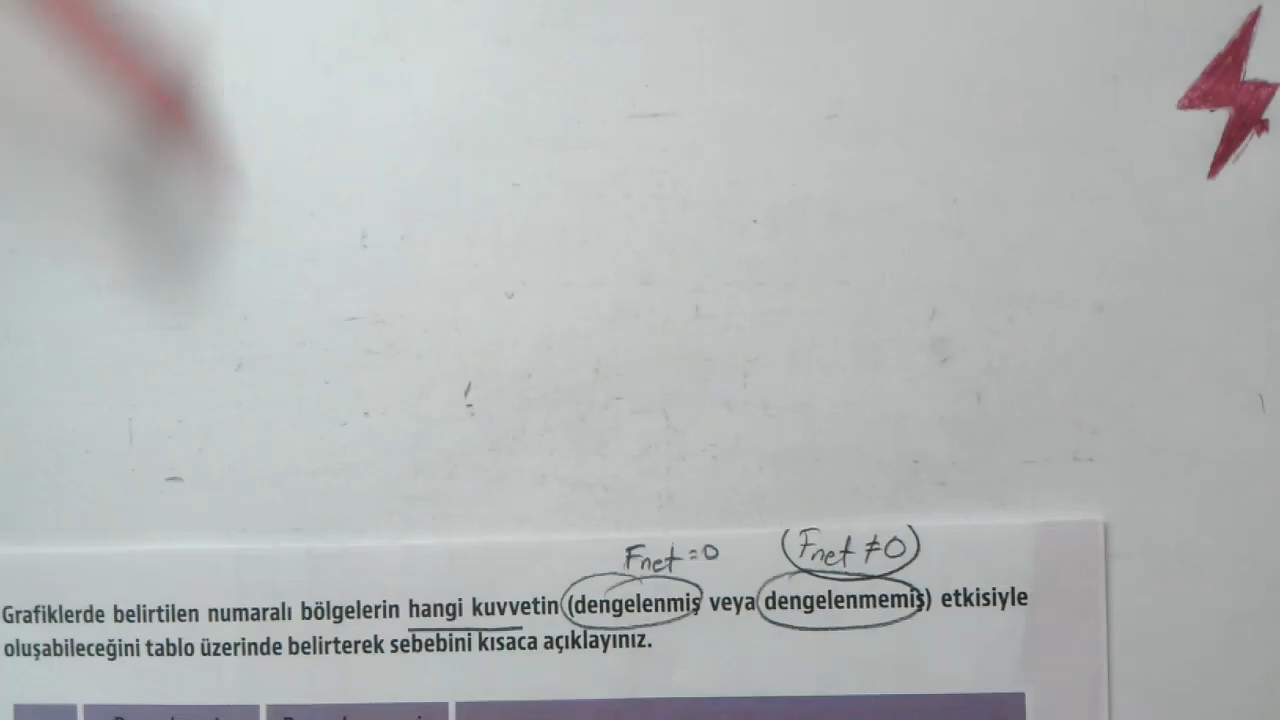 Fnet=0 (Fnet≠0)
Grafiklerde belirtilen numaralı bölgelerin hangi kuvvetin (dengelenmiş veya dengelenmemiş) etkisiyle
oluşabileceğini tablo üzerinde belirterek sebebini kısaca açıklayınız.